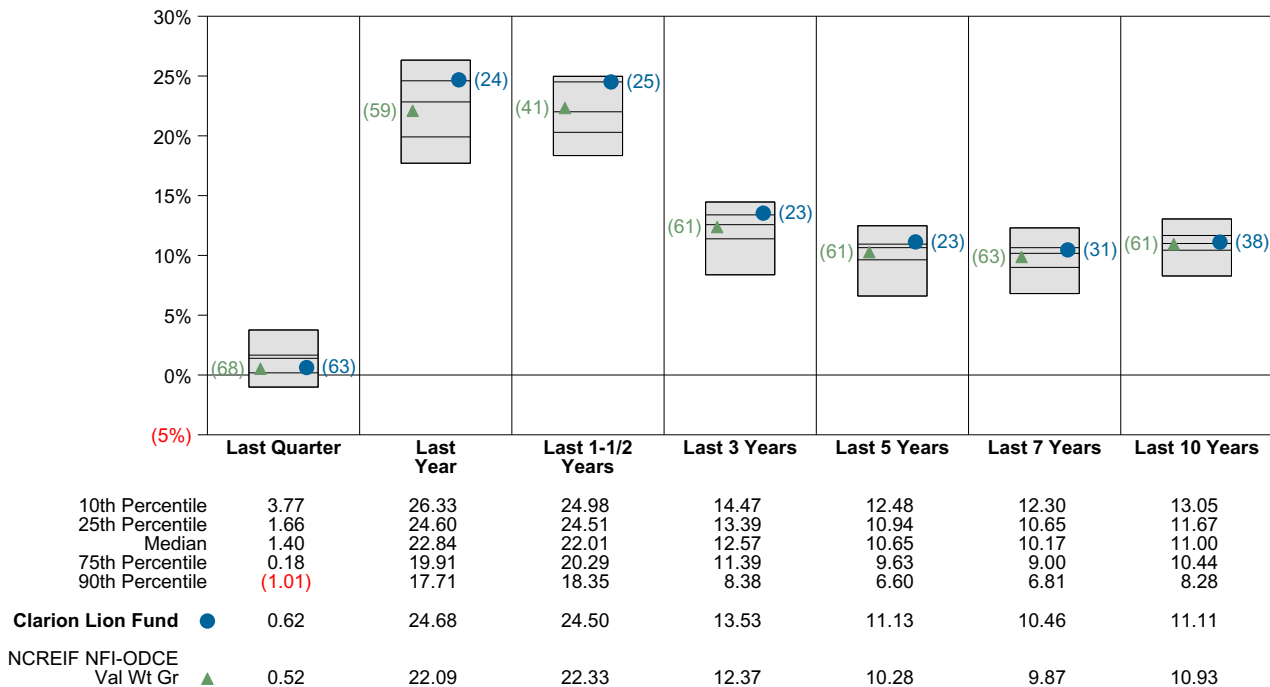 30%
25%
20%
15%
10%
5%
0%
(5%)
(68) (63)
(59) (24)
(41) (25)
(61) (23)
(61) (23)
(63) (31)
(61) (38)
Last Quarter
Last
Year
Last 1-1/2
Years
Last 3 Years
Last 5 Years
Last 7 Years
Last 10 Years
10th Percentile 3.77 26.33 24.98 14.47 12.48 12.30 13.05
25th Percentile 1.66 24.60 24.51 13.39 10.94 10.65 11.67
Median 1.40 22.84 22.01 12.57 10.65 10.17 11.00
75th Percentile 0.18 19.91 20.29 11.39 9.63 9.00 10.44
90th Percentile (1.01) 17.71 18.35 8.38 6.60 6.81 8.28
Clarion Lion Fund 0.62 24.68 24.50 13.53 11.13 10.46 11.11
NCREIF NFI-ODCE
Val Wt Gr 0.52 22.09 22.33 12.37 10.28 9.87 10.93